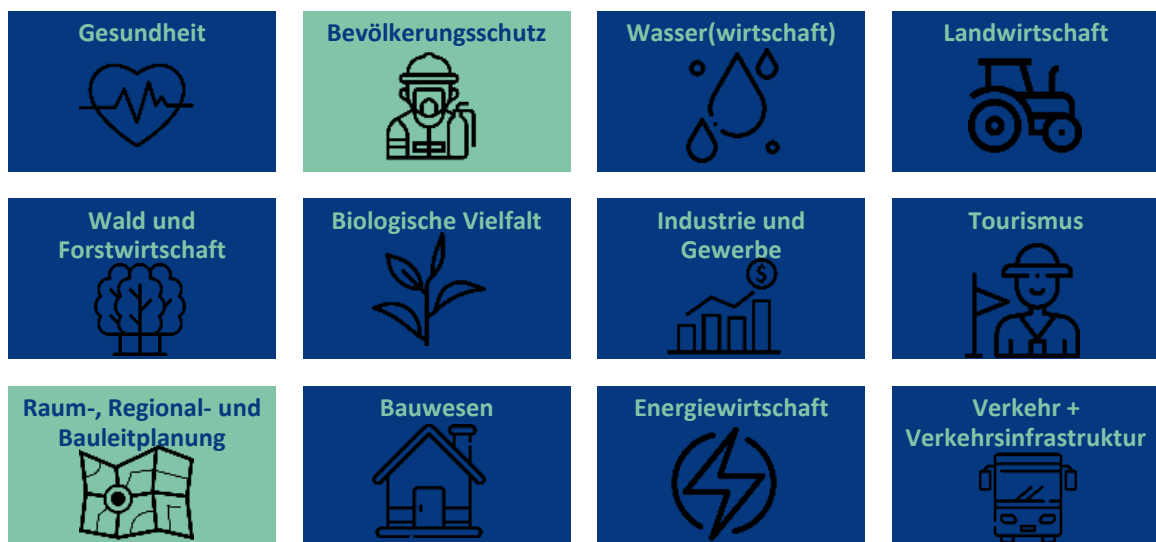 Gesundheit
Bevölkerungsschutz
Wasser(wirtschaft)
Landwirtschaft
Wald und
Forstwirtschaft
Biologische Vielfalt
Industrie und
Gewerbe
$
Tourismus
Raum-, Regional- und
Bauleitplanung
Bauwesen
Energiewirtschaft
Verkehr +
Verkehrsinfrastruktur